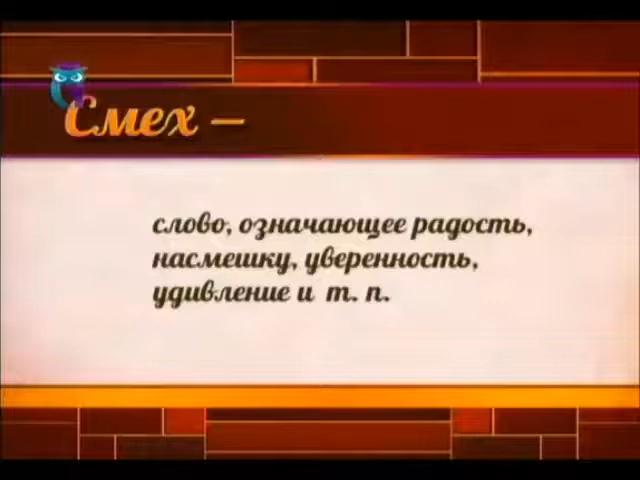 Смех –
слово, означающее радость,
насмешку, уверенность,
удивление и т. п.